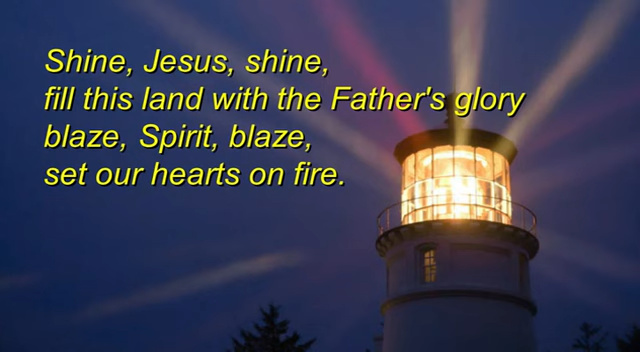 Shine, Jesus, shine,
fill this land with the Father's glory
blaze, Spirit, blaze,
set our hearts on fire.